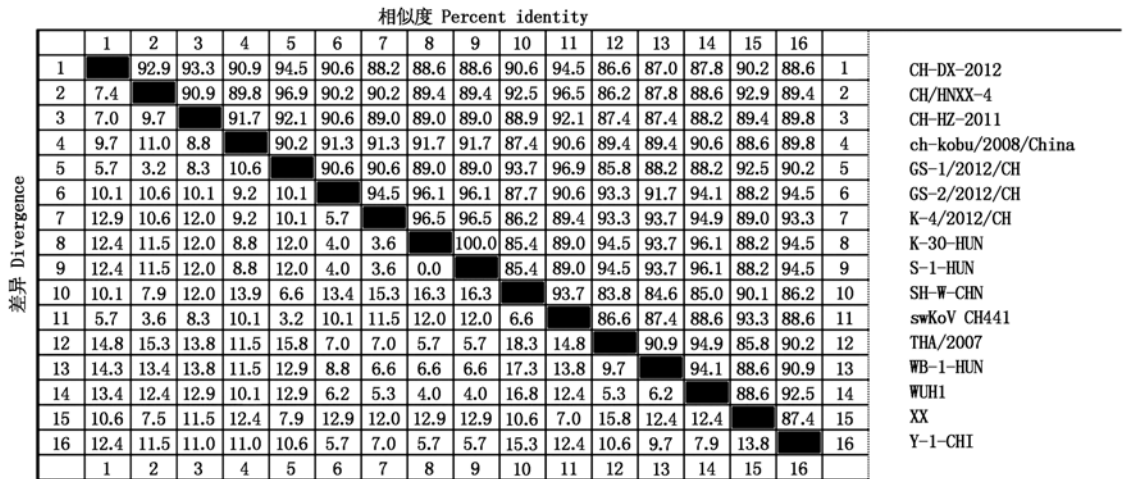 相似度 Percent identity
1 2 3 4 5 6 7 8 9 10 11 12 13 14 15 16
1 92.9 93.3 90.9 94.5 90.6 88.2 88.6 88.6 90.6 94.5 86.6 87.0 87.8 90.2 88.6 1 CH-DX-2012
2 7.4 90.9 89.8 96.9 90.2 90.2 89.4 89.4 92.5 96.5 86.2 87.8 88.6 92.9 89.4 2 CH/HNXX-4
3 7.0 9.7 91.7 92.1 90.6 89.0 89.0 89.0 88.9 92.1 87.4 87.4 88.2 89.4 89.8 3 CH-HZ-2011
4 9.7 11.0 8.8 90.2 91.3 91.3 91.7 91.7 87.4 90.6 89.4 89.4 90.6 88.6 89.8 4 ch-kobu/2008/China
5 5.7 3.2 8.3 10.6 90.6 90.6 89.0 89.0 93.7 96.9 85.8 88.2 88.2 92.5 90.2 5 GS-1/2012/CH
6 10.1 10.6 10.1 9.2 10.1 94.5 96.1 96.1 87.7 90.6 93.3 91.7 94.1 88.2 94.5 6 GS-2/2012/CH
7 12.9 10.6 12.0 9.2 10.1 5.7 96.5 96.5 86.2 89.4 93.3 93.7 94.9 89.0 93.3 7 K-4/2012/CH
8 12.4 11.5 12.0 8.8 12.0 4.0 3.6 100.0 85.4 89.0 94.5 93.7 96.1 88.2 94.5 8 K-30-HUN
9 12.4 11.5 12.0 8.8 12.0 4.0 3.6 0.0 85.4 89.0 94.5 93.7 96.1 88.2 94.5 9 S-1-HUN
10 10.1 7.9 12.0 13.9 6.6 13.4 15.3 16.3 16.3 93.7 83.8 84.6 85.0 90.1 86.2 10 SH-W-CHN
11 5.7 3.6 8.3 10.1 3.2 10.1 11.5 12.0 12.0 6.6 86.6 87.4 88.6 93.3 88.6 11 swKoV CH441
12 14.8 15.3 13.8 11.5 15.8 7.0 7.0 5.7 5.7 18.3 14.8 90.9 94.9 85.8 90.2 12 THA/2007
13 14.3 13.4 13.8 11.5 12.9 8.8 6.6 6.6 6.6 17.3 13.8 9.7 94.1 88.6 90.9 13 WB-1-HUN
14 13.4 12.4 12.9 10.1 12.9 6.2 5.3 4.0 4.0 16.8 12.4 5.3 6.2 88.6 92.5 14 WUH1
15 10.6 7.5 11.5 12.4 7.9 12.9 12.0 12.9 12.9 10.6 7.0 15.8 12.4 12.4 87.4 15 XX
16 12.4 11.5 11.0 11.0 10.6 5.7 7.0 5.7 5.7 15.3 12.4 10.6 9.7 7.9 13.8 16 Y-1-CHI
1 2 3 4 5 6 7 8 9 10 11 12 13 14 15 16
差异 Divergence